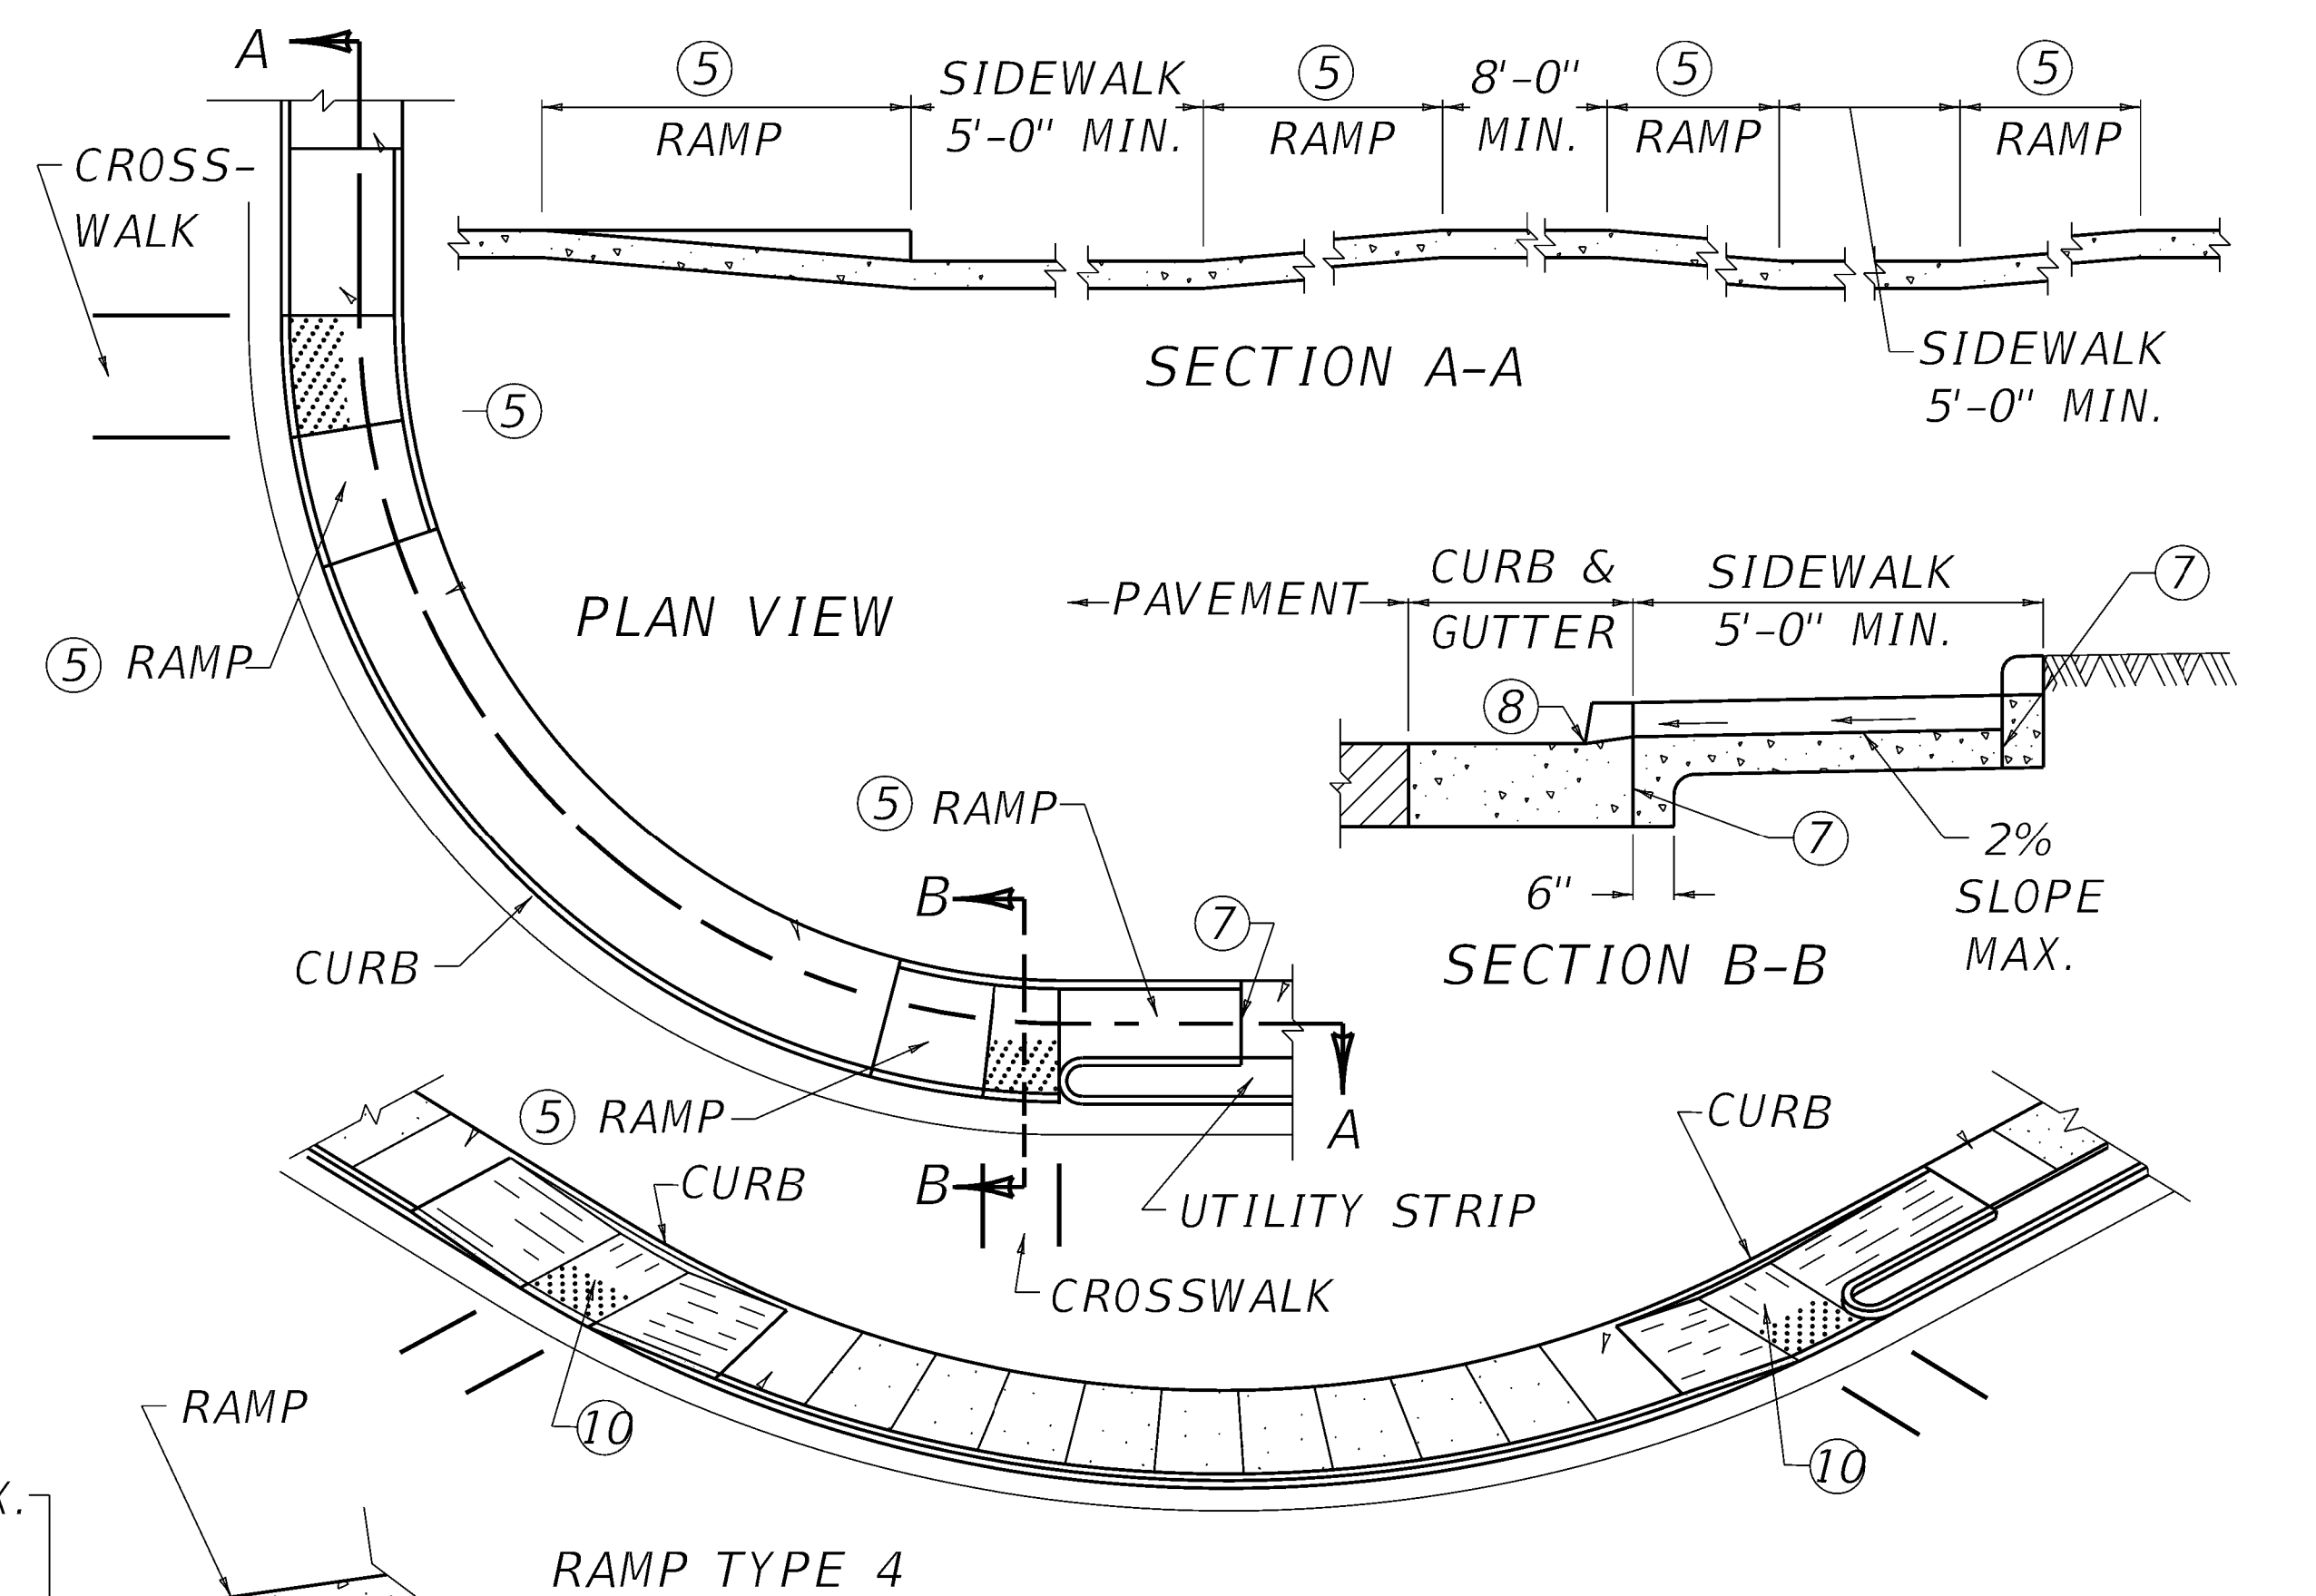 A
5
SIDEWALK
5
8'-0"
5
5
RAMP
5'-0" MIN.
RAMP
MIN.
RAMP
RAMP
CROSS-
WALK
SECTION A-A
SIDEWALK
5'-0" MIN.
5
PLAN VIEW
PAVEMENT
CURB &
GUTTER
SIDEWALK
5'-0" MIN.
7
5 RAMP
8
5 RAMP
7
2%
SLOPE
MAX.
6"
SECTION B-B
B
7
CURB
5 RAMP
A
CURB
CURB
B
UTILITY STRIP
CROSSWALK
10
10
RAMP
X.
RAMP TYPE 4